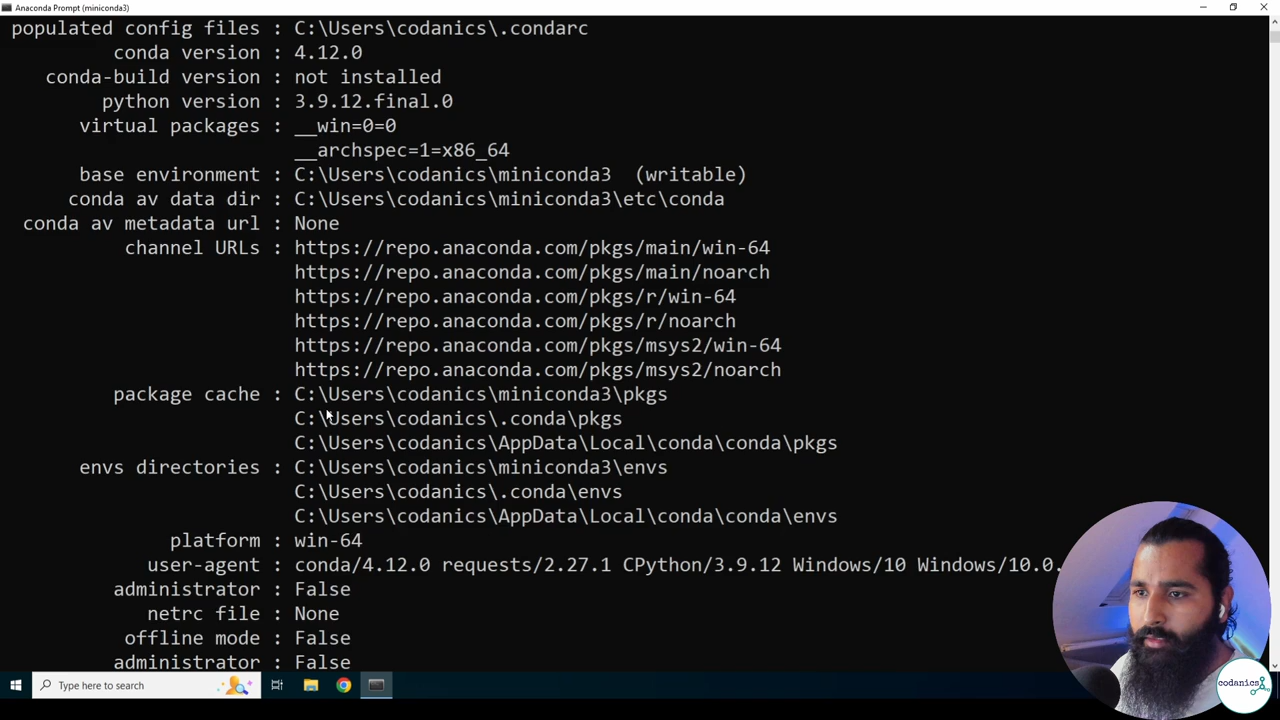 Anaconda Prompt (miniconda3)
populated config files : C:\Users\codanics\.condarc
conda version : 4.12.0
conda-build version : not installed
python version : 3.9.12.final.0
virtual packages : __win=0=0
__archspec=1=x86_64
base environment : C:\Users\codanics\miniconda3  (writable)
conda av data dir : C:\Users\codanics\miniconda3\etc\conda
conda av metadata url : None
channel URLs : https://repo.anaconda.com/pkgs/main/win-64
https://repo.anaconda.com/pkgs/main/noarch
https://repo.anaconda.com/pkgs/r/win-64
https://repo.anaconda.com/pkgs/r/noarch
https://repo.anaconda.com/pkgs/msys2/win-64
https://repo.anaconda.com/pkgs/msys2/noarch
package cache : C:\Users\codanics\miniconda3\pkgs
C:\Users\codanics\.conda\pkgs
C:\Users\codanics\AppData\Local\conda\conda\pkgs
envs directories : C:\Users\codanics\miniconda3\envs
C:\Users\codanics\.conda\envs
C:\Users\codanics\AppData\Local\conda\conda\envs
platform : win-64
user-agent : conda/4.12.0 requests/2.27.1 CPython/3.9.12 Windows/10 Windows/10.0.
administrator : False
netrc file : None
offline mode : False
administrator : False
Type here to search
codanics